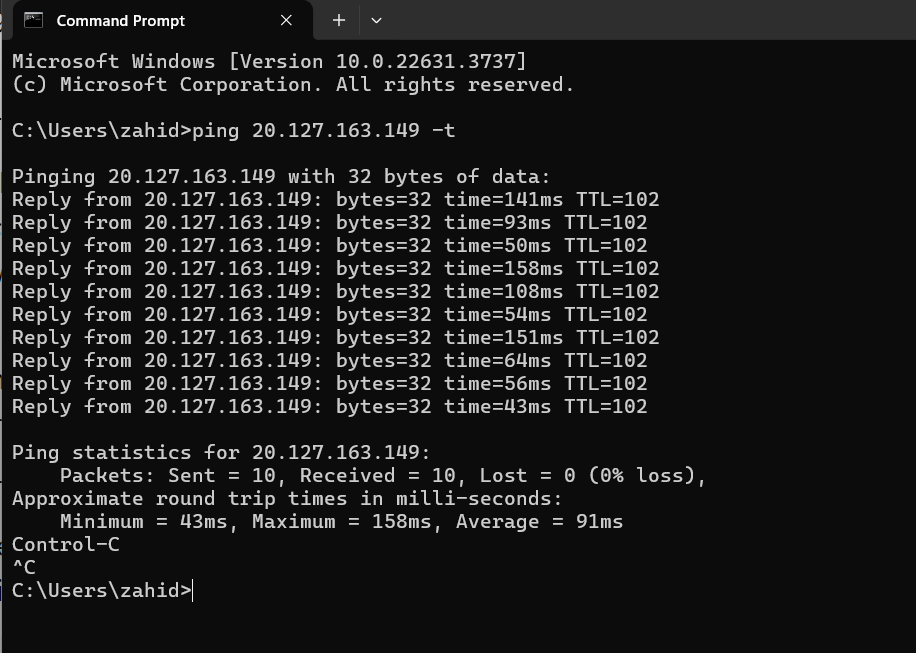 Command Prompt
Microsoft Windows [Version 10.0.22631.3737]
(c) Microsoft Corporation. All rights reserved.
C:\Users\zahid>ping 20.127.163.149 -t
Pinging 20.127.163.149 with 32 bytes of data:
Reply from 20.127.163.149: bytes=32 time=141ms TTL=102
Reply from 20.127.163.149: bytes=32 time=93ms TTL=102
Reply from 20.127.163.149: bytes=32 time=50ms TTL=102
Reply from 20.127.163.149: bytes=32 time=158ms TTL=102
Reply from 20.127.163.149: bytes=32 time=108ms TTL=102
Reply from 20.127.163.149: bytes=32 time=54ms TTL=102
Reply from 20.127.163.149: bytes=32 time=151ms TTL=102
Reply from 20.127.163.149: bytes=32 time=64ms TTL=102
Reply from 20.127.163.149: bytes=32 time=56ms TTL=102
Reply from 20.127.163.149: bytes=32 time=43ms TTL=102
Ping statistics for 20.127.163.149:
    Packets: Sent = 10, Received = 10, Lost = 0 (0% loss),
Approximate round trip times in milli-seconds:
    Minimum = 43ms, Maximum = 158ms, Average = 91ms
Control-C
^C
C:\Users\zahid>